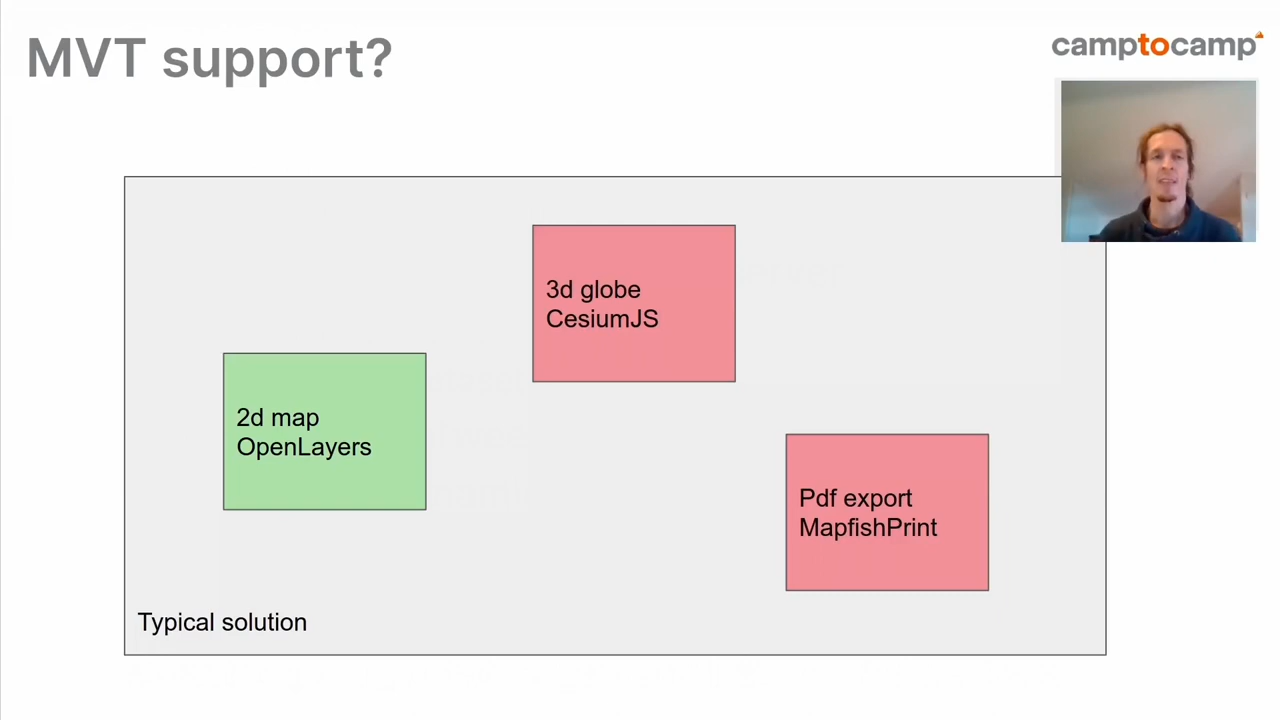 MVT support?
camptocamp
3d globe
CesiumJS
2d map
OpenLayers
Pdf export
MapfishPrint
Typical solution